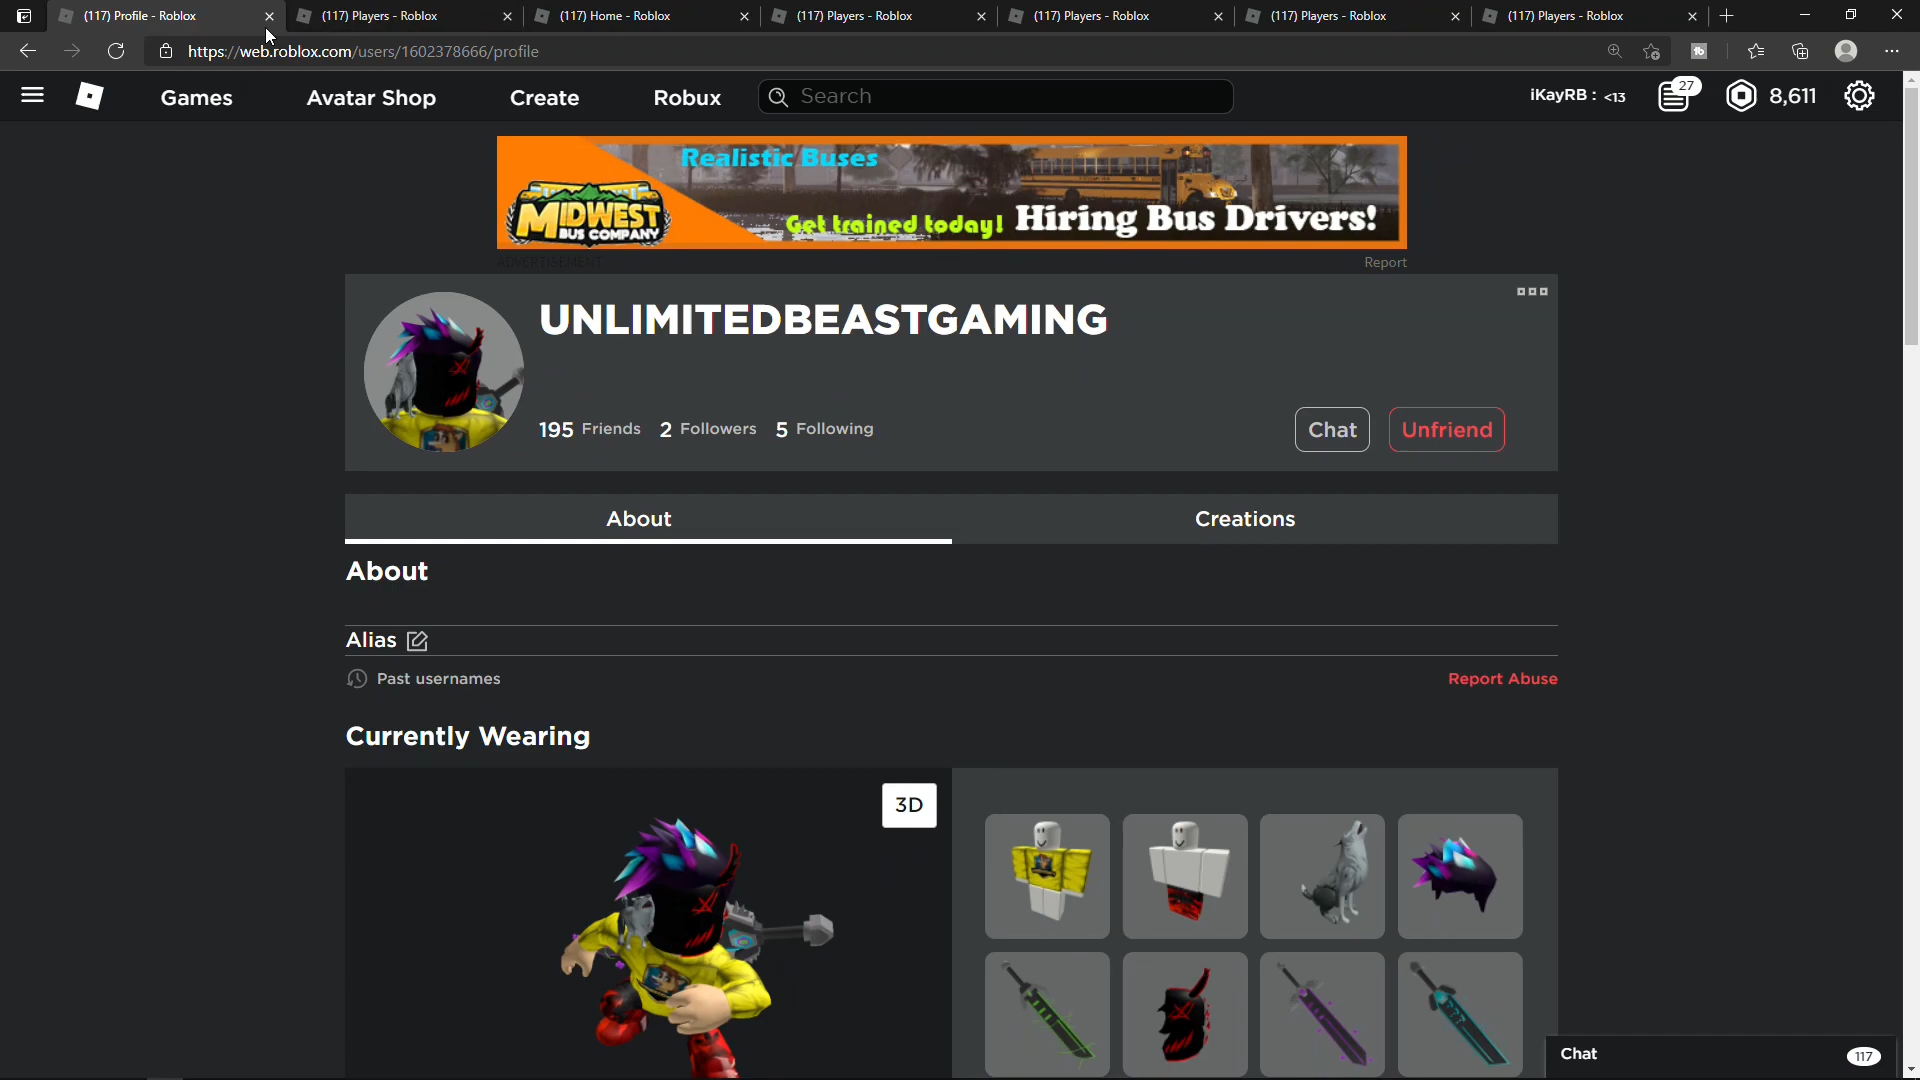 (117) Profile - Roblox
(117) Players - Roblox
(117) Home - Roblox
(117) Players - Roblox
(117) Players - Roblox
(117) Players - Roblox
(117) Players - Roblox
https://web.roblox.com/users/1602378666/profile
Games
Avatar Shop
Create
Robux
Search
iKayRB : <13
27
8,611
Realistic Buses
MIDWEST
BUS COMPANY
Get trained today!
Hiring Bus Drivers!
ADVERTISEMENT
Report
UNLIMITEDBEASTGAMING
195 Friends 2 Followers 5 Following
Chat
Unfriend
About
Creations
About
Alias
Past usernames
Report Abuse
Currently Wearing
3D
Chat
117